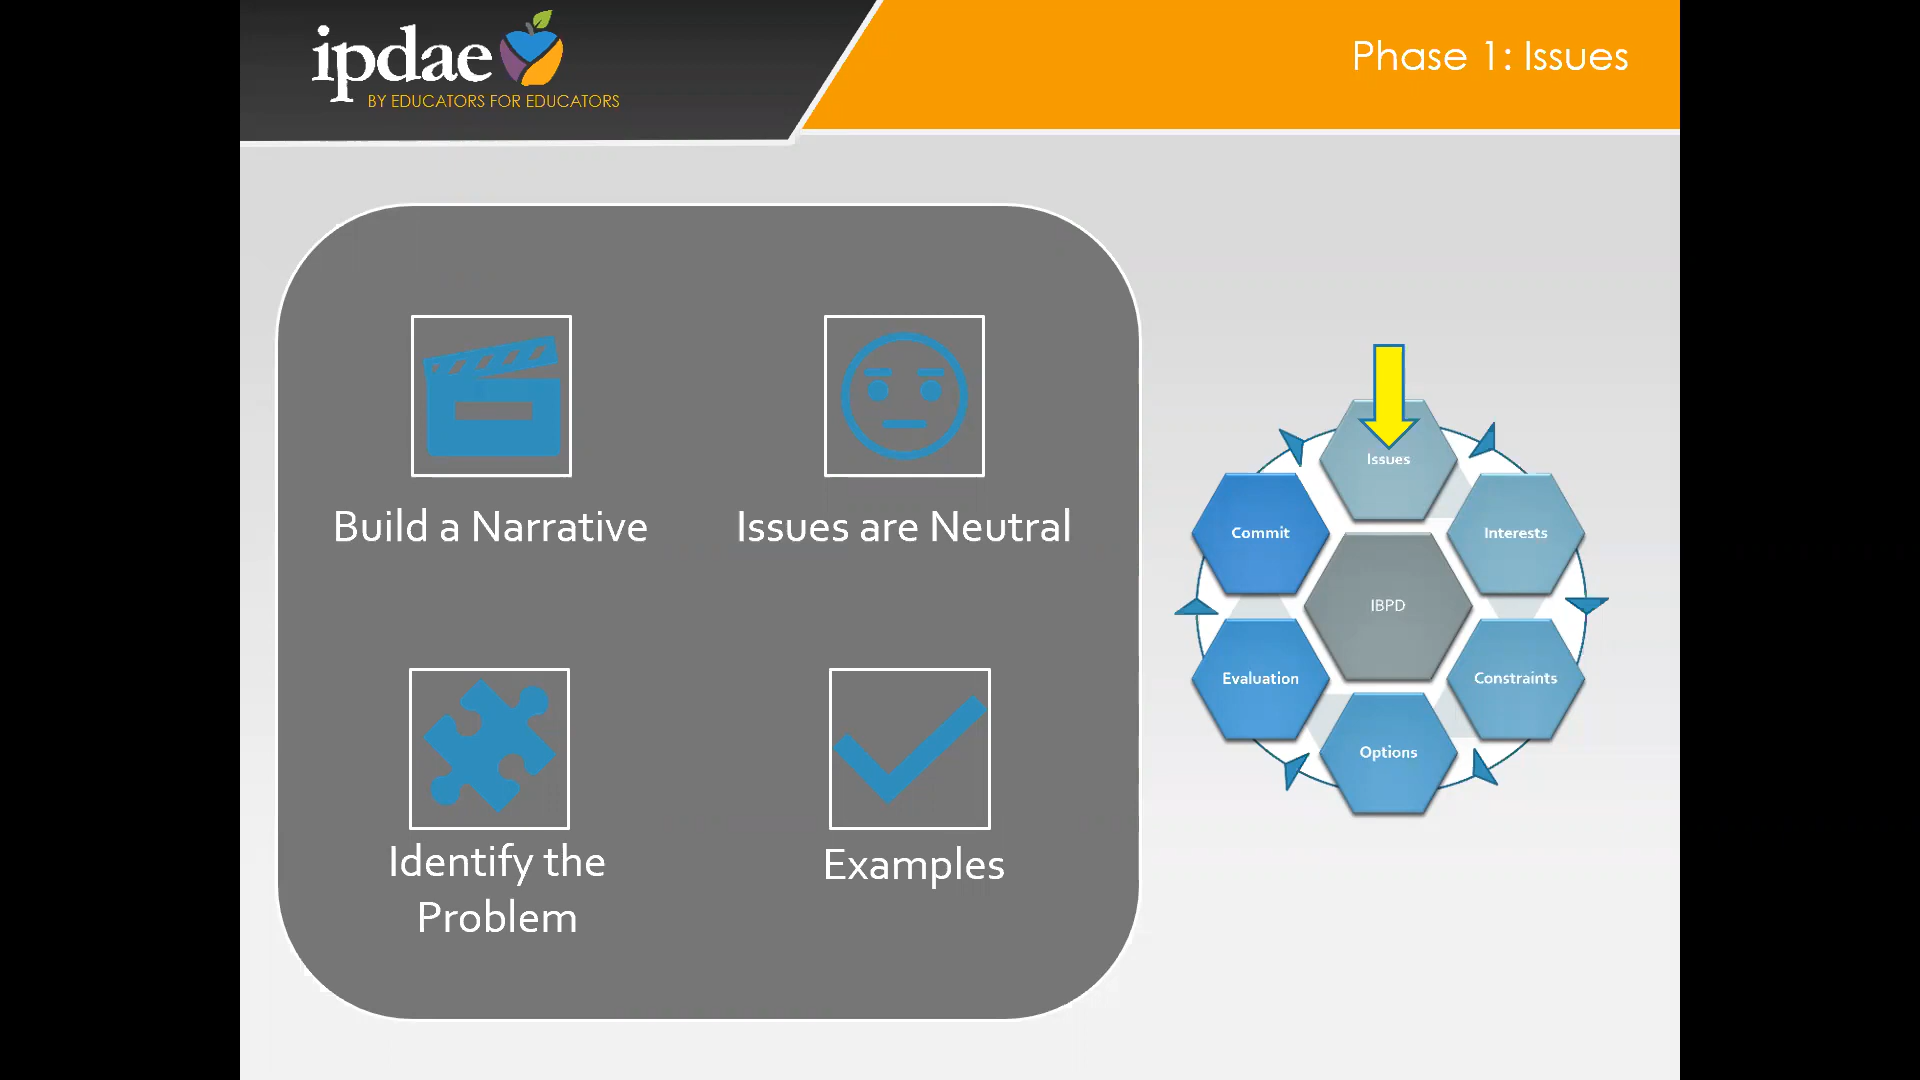 ipdae
BY EDUCATORS FOR EDUCATORS
Phase 1: Issues
Build a Narrative
Issues are Neutral
Identify the
Problem
Examples
Issues
Interests
Constraints
Options
Evaluation
Commit
IBPD